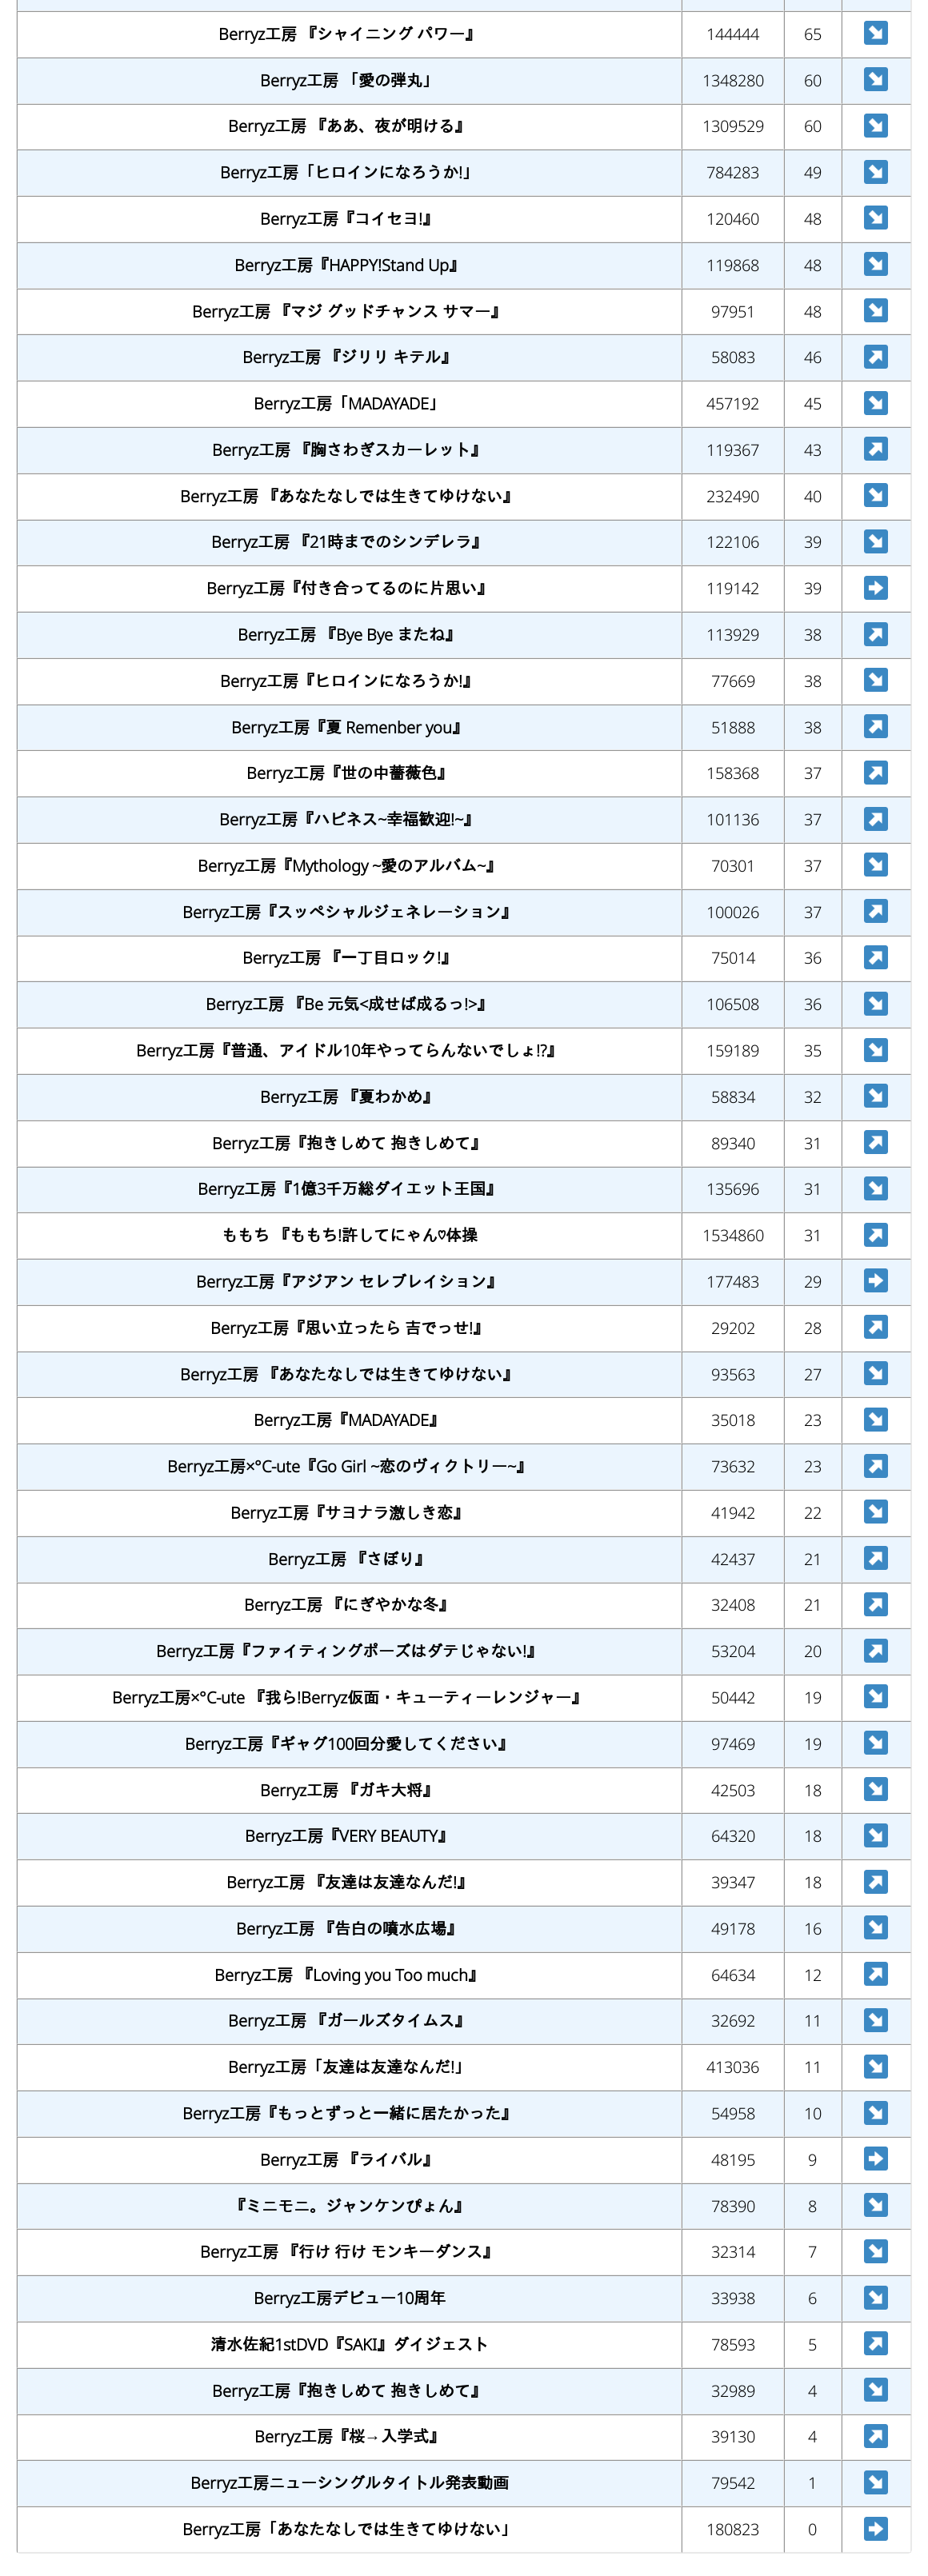 Berryz工房 『シャイニング パワー』 144444 65 ↘
Berryz工房 「愛の弾丸」 1348280 60 ↘
Berryz工房 『ああ、夜が明ける』 1309529 60 ↘
Berryz工房「ヒロインになろうか!」 784283 49 ↘
Berryz工房『コイセヨ!』 120460 48 ↘
Berryz工房『HAPPY!Stand Up』 119868 48 ↘
Berryz工房 『マジ グッドチャンス サマー』 97951 48 ↘
Berryz工房 『ジリリ キテル』 58083 46 ↗
Berryz工房「MADAYADE」 457192 45 ↘
Berryz工房 『胸さわぎスカーレット』 119367 43 ↗
Berryz工房 『あなたなしでは生きてゆけない』 232490 40 ↘
Berryz工房 『21時までのシンデレラ』 122106 39 ↘
Berryz工房『付き合ってるのに片思い』 119142 39 ➡
Berryz工房 『Bye Bye またね』 113929 38 ↗
Berryz工房『ヒロインになろうか!』 77669 38 ↘
Berryz工房『夏 Remenber you』 51888 38 ↗
Berryz工房『世の中薔薇色』 158368 37 ↗
Berryz工房『ハピネス~幸福歓迎!~』 101136 37 ↗
Berryz工房『Mythology ~愛のアルバム~』 70301 37 ↘
Berryz工房『スッペシャルジェネレーション』 100026 37 ↗
Berryz工房 『一丁目ロック!』 75014 36 ↗
Berryz工房 『Be 元気<成せば成るっ!>』 106508 36 ↘
Berryz工房『普通、アイドル10年やってらんないでしょ!?』 159189 35 ↘
Berryz工房 『夏わかめ』 58834 32 ↘
Berryz工房『抱きしめて 抱きしめて』 89340 31 ↗
Berryz工房『1億3千万総ダイエット王国』 135696 31 ↘
ももち 『ももち!許してにゃん♡体操 1534860 31 ↗
Berryz工房『アジアン セレブレイション』 177483 29 ➡
Berryz工房『思い立ったら 吉でっせ!』 29202 28 ↗
Berryz工房 『あなたなしでは生きてゆけない』 93563 27 ↘
Berryz工房『MADAYADE』 35018 23 ↘
Berryz工房×°C-ute『Go Girl ~恋のヴィクトリー~』 73632 23 ↗
Berryz工房『サヨナラ激しき恋』 41942 22 ↘
Berryz工房 『さぼり』 42437 21 ↗
Berryz工房 『にぎやかな冬』 32408 21 ↗
Berryz工房『ファイティングポーズはダテじゃない!』 53204 20 ↗
Berryz工房×°C-ute 『我ら!Berryz仮面・キューティーレンジャー』 50442 19 ↘
Berryz工房『ギャグ100回分愛してください』 97469 19 ↘
Berryz工房 『ガキ大将』 42503 18 ↘
Berryz工房『VERY BEAUTY』 64320 18 ↘
Berryz工房 『友達は友達なんだ!』 39347 18 ↗
Berryz工房 『告白の噴水広場』 49178 16 ↘
Berryz工房 『Loving you Too much』 64634 12 ↗
Berryz工房 『ガールズタイムス』 32692 11 ↘
Berryz工房「友達は友達なんだ!」 413036 11 ↘
Berryz工房『もっとずっと一緒に居たかった』 54958 10 ↘
Berryz工房 『ライバル』 48195 9 ➡
『ミニモニ。ジャンケンぴょん』 78390 8 ↘
Berryz工房 『行け 行け モンキーダンス』 32314 7 ↘
Berryz工房デビュー10周年 33938 6 ↘
清水佐紀1stDVD『SAKI』ダイジェスト 78593 5 ↗
Berryz工房『抱きしめて 抱きしめて』 32989 4 ↘
Berryz工房『桜→入学式』 39130 4 ↗
Berryz工房ニューシングルタイトル発表動画 79542 1 ↘
Berryz工房「あなたなしでは生きてゆけない」 180823 0 ➡